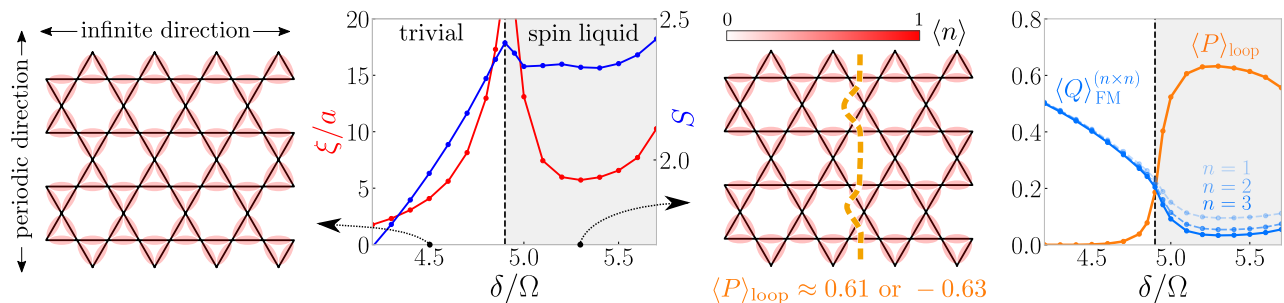 infinite direction
periodic direction
trivial
spin liquid
ξ/a
20
15
10
5
0
S
2.5
2.0
4.5
5.0
5.5
δ/Ω
0
1
⟨n⟩
⟨P⟩loop ≈ 0.61 or − 0.63
0.8
0.6
0.4
0.2
0.0
⟨P⟩loop
⟨Q⟩FM(n×n)
n = 1
n = 2
n = 3
4.5
5.0
5.5
δ/Ω